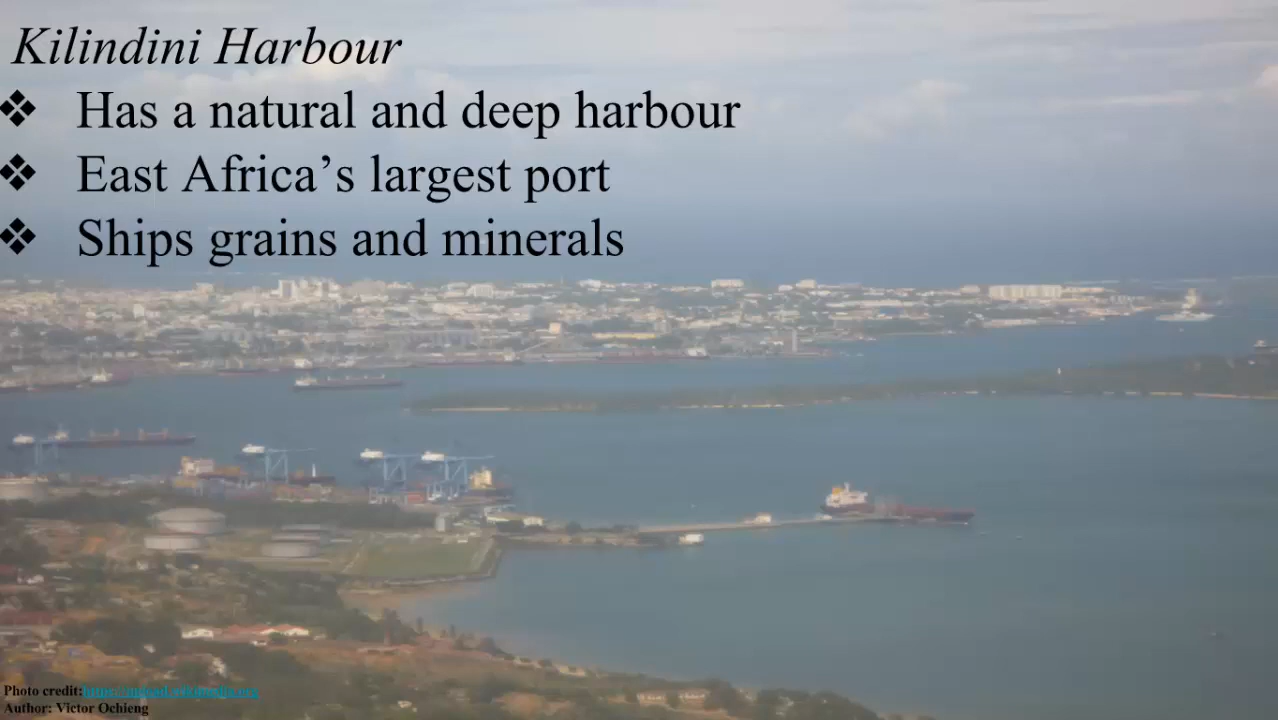 Kilindini Harbour
❖ Has a natural and deep harbour
❖ East Africa’s largest port
❖ Ships grains and minerals
Photo credit:
Author: Victor Ochieng